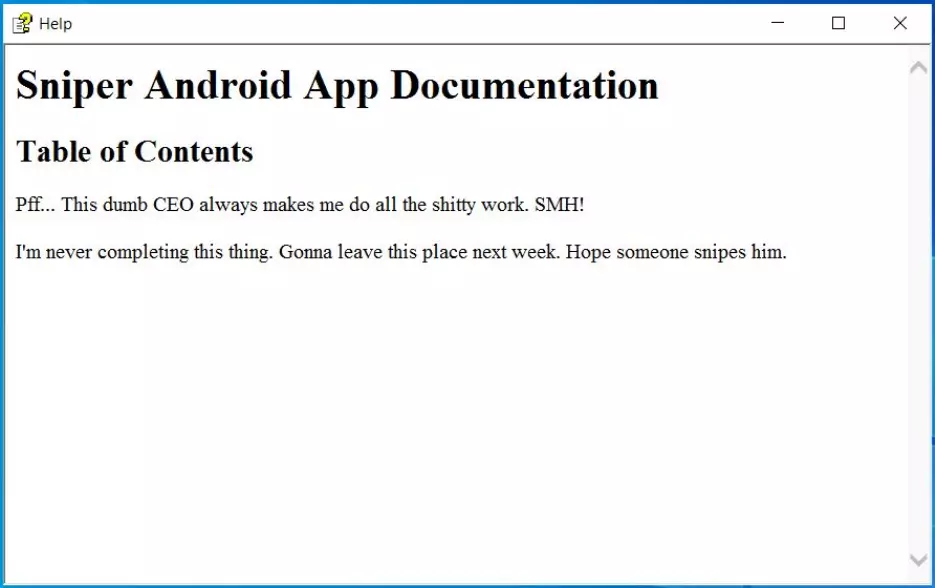 Help
Sniper Android App Documentation
Table of Contents
Pff... This dumb CEO always makes me do all the shitty work. SMH!
I'm never completing this thing. Gonna leave this place next week. Hope someone snipes him.